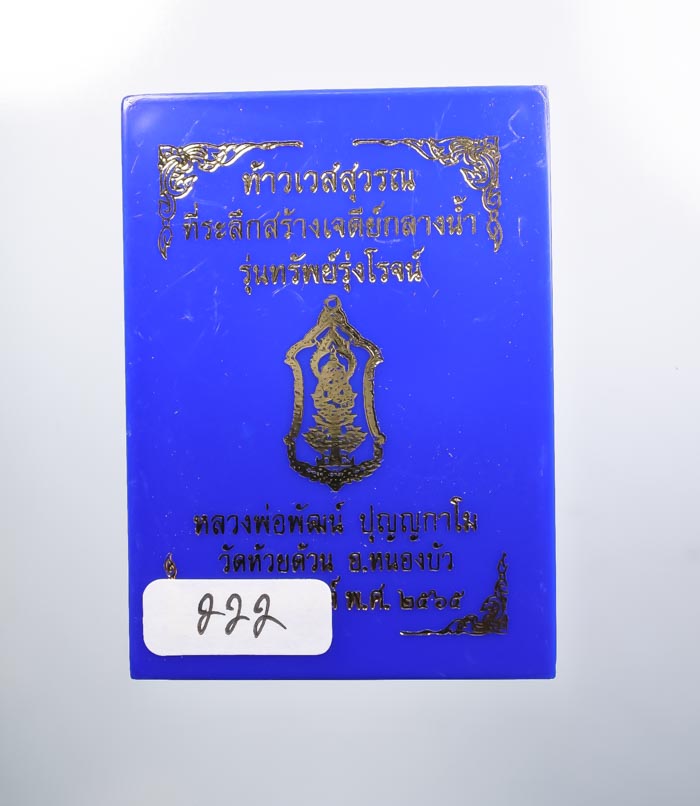 ท้าวเวสสุวรรณ
ที่ระลึกสร้างเจดีย์กลางน้ำ
รุ่นทรัพย์รุ่งโรจน์
หลวงพ่อพัฒน์ ปุญญกาโม
วัดห้วยด้วน อ.หนองบัว
พ.ศ. ๒๕๖๕
222